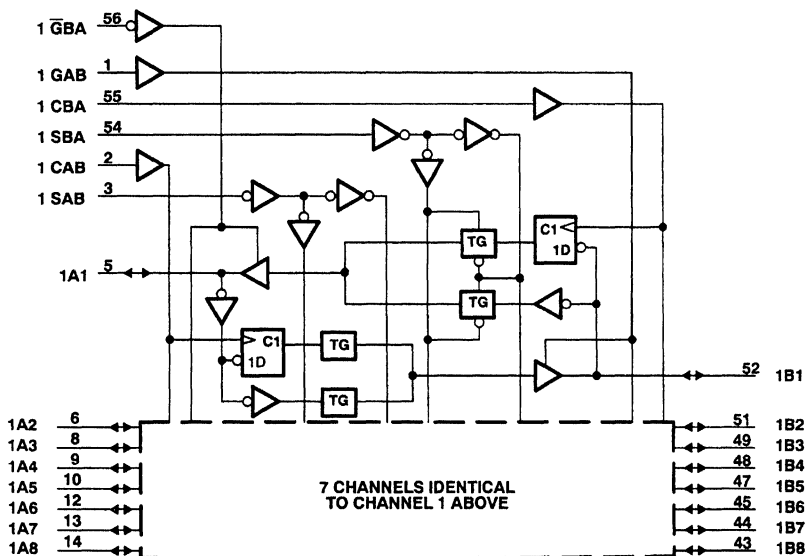 56
1 G̅BA
1
1 GAB
55
1 CBA
54
1 SBA
2
1 CAB
3
1 SAB
TG
C1
1D
5
1A1
TG
C1
1D
TG
TG
52
1B1
6
1A2
8
1A3
9
1A4
10
1A5
12
1A6
13
1A7
14
1A8
7 CHANNELS IDENTICAL
TO CHANNEL 1 ABOVE
51
1B2
49
1B3
48
1B4
47
1B5
45
1B6
44
1B7
43
1B8